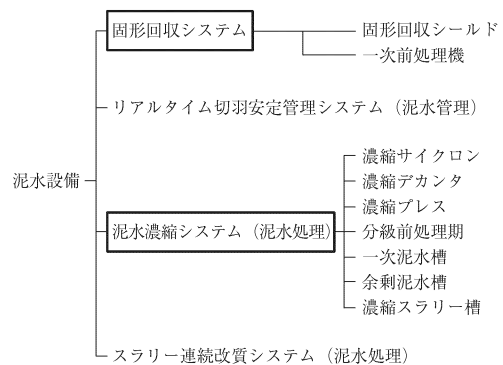 固形回収システム
固形回収シールド
一次前処理機
リアルタイム切羽安定管理システム（泥水管理）
泥水設備
泥水濃縮システム（泥水処理）
濃縮サイクロン
濃縮デカンタ
濃縮プレス
分級前処理期
一次泥水槽
余剰泥水槽
濃縮スラリー槽
スラリー連続改質システム（泥水処理）